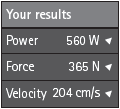 Your results
Power 560 W
Force 365 N
Velocity 204 cm/s